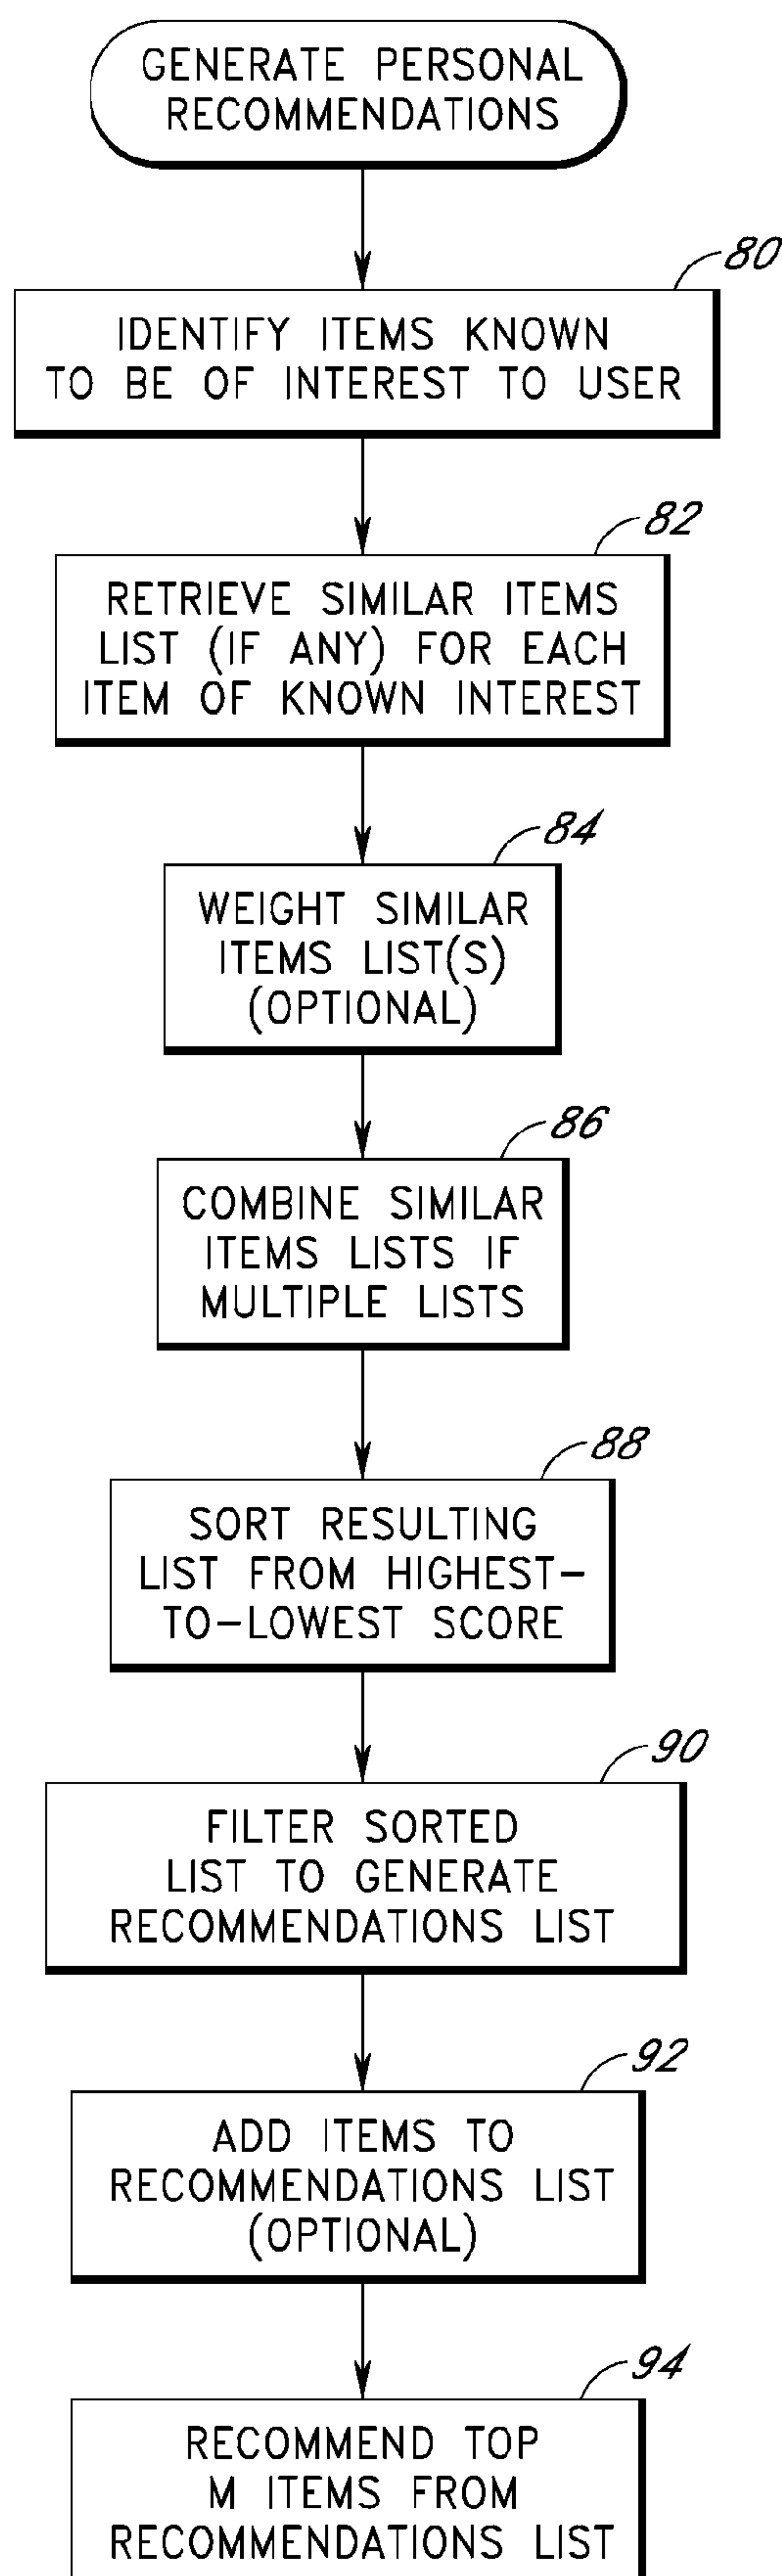 GENERATE PERSONAL
RECOMMENDATIONS
80
IDENTIFY ITEMS KNOWN
TO BE OF INTEREST TO USER
82
RETRIEVE SIMILAR ITEMS
LIST (IF ANY) FOR EACH
ITEM OF KNOWN INTEREST
84
WEIGHT SIMILAR
ITEMS LIST(S)
(OPTIONAL)
86
COMBINE SIMILAR
ITEMS LISTS IF
MULTIPLE LISTS
88
SORT RESULTING
LIST FROM HIGHEST-
TO-LOWEST SCORE
90
FILTER SORTED
LIST TO GENERATE
RECOMMENDATIONS LIST
92
ADD ITEMS TO
RECOMMENDATIONS LIST
(OPTIONAL)
94
RECOMMEND TOP
M ITEMS FROM
RECOMMENDATIONS LIST